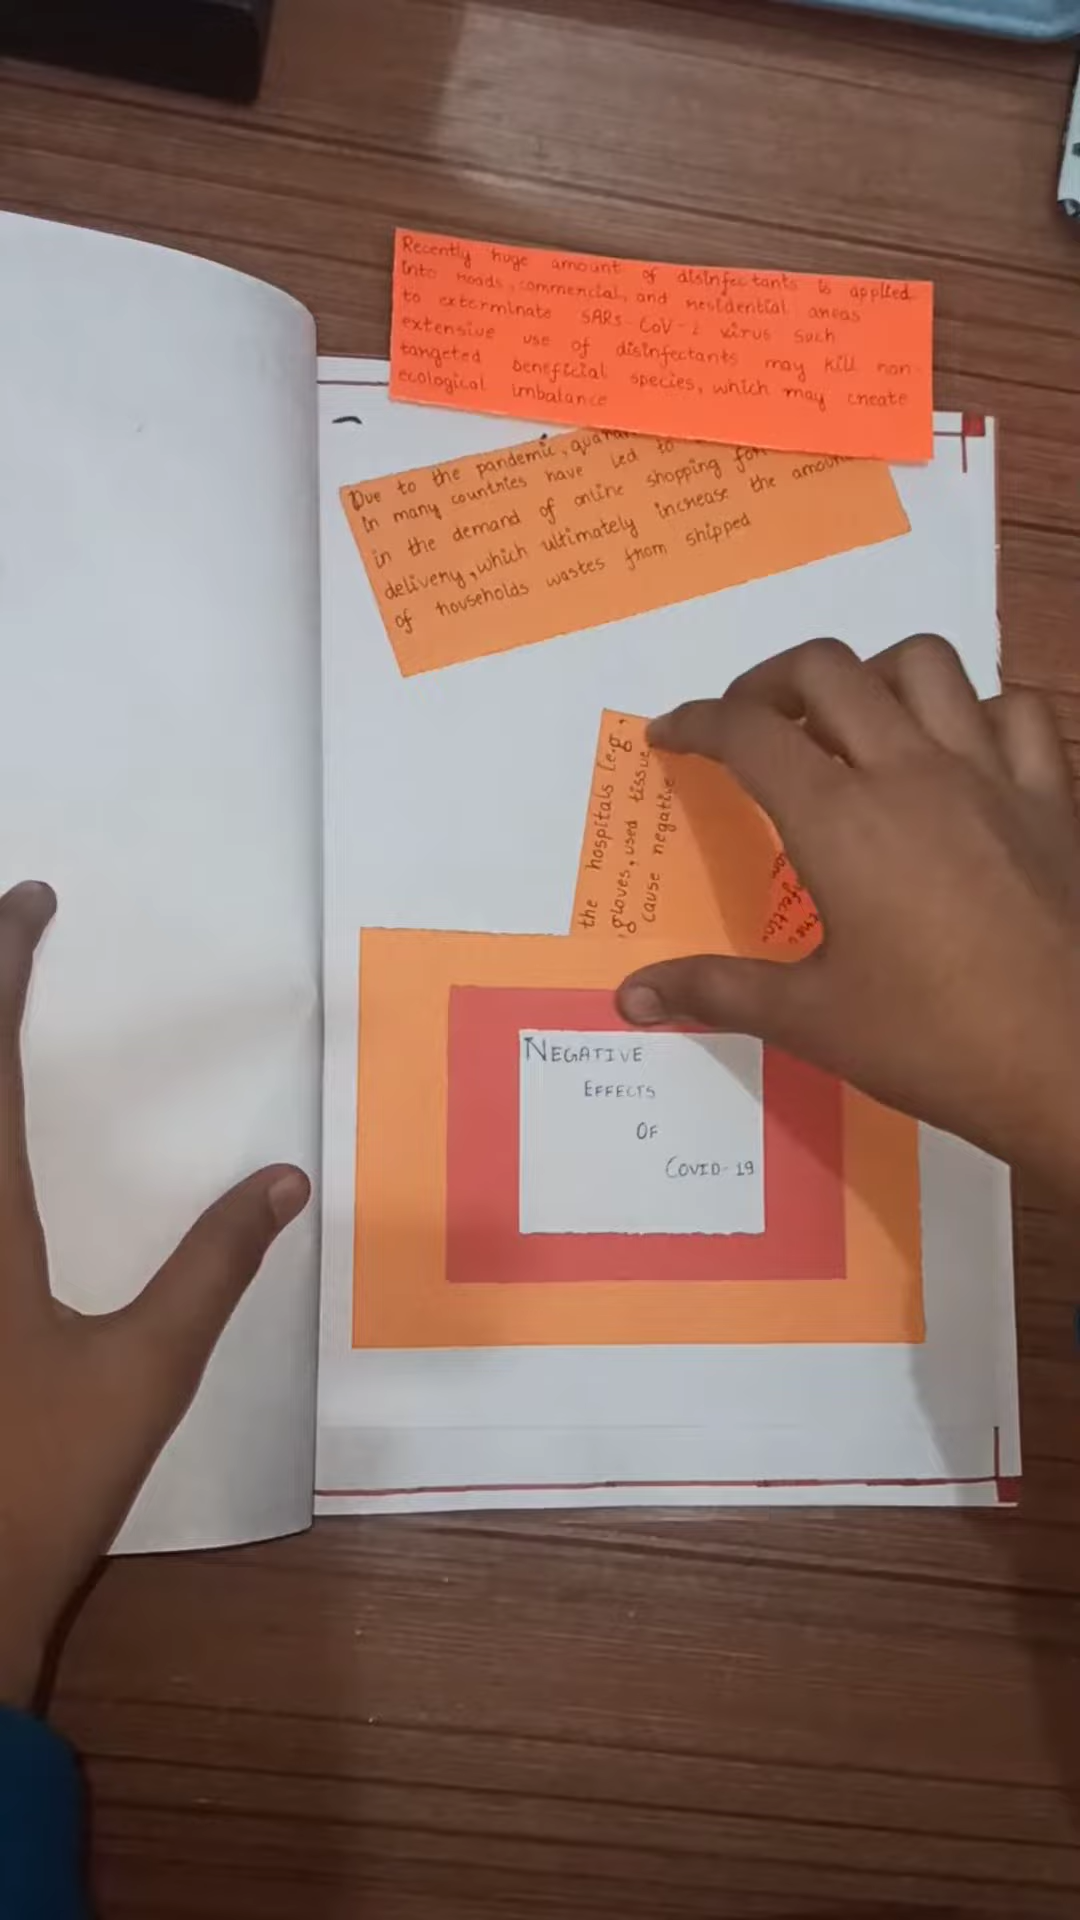 Recently huge amount of disinfectants is applied
into roads, commercial, and residential areas
to exterminate SARs-CoV-2 virus such
extensive use of disinfectants may kill non-
targeted beneficial species, which may create
ecological imbalance
Due to the pandemic, quaran
in many countries have led to
in the demand of online shopping for
delivery, which ultimately increase the amount
of households wastes from shipped
the hospitals (e.g.,
gloves, used tissue,
cause negative
NEGATIVE
EFFECTS
OF
COVID-19